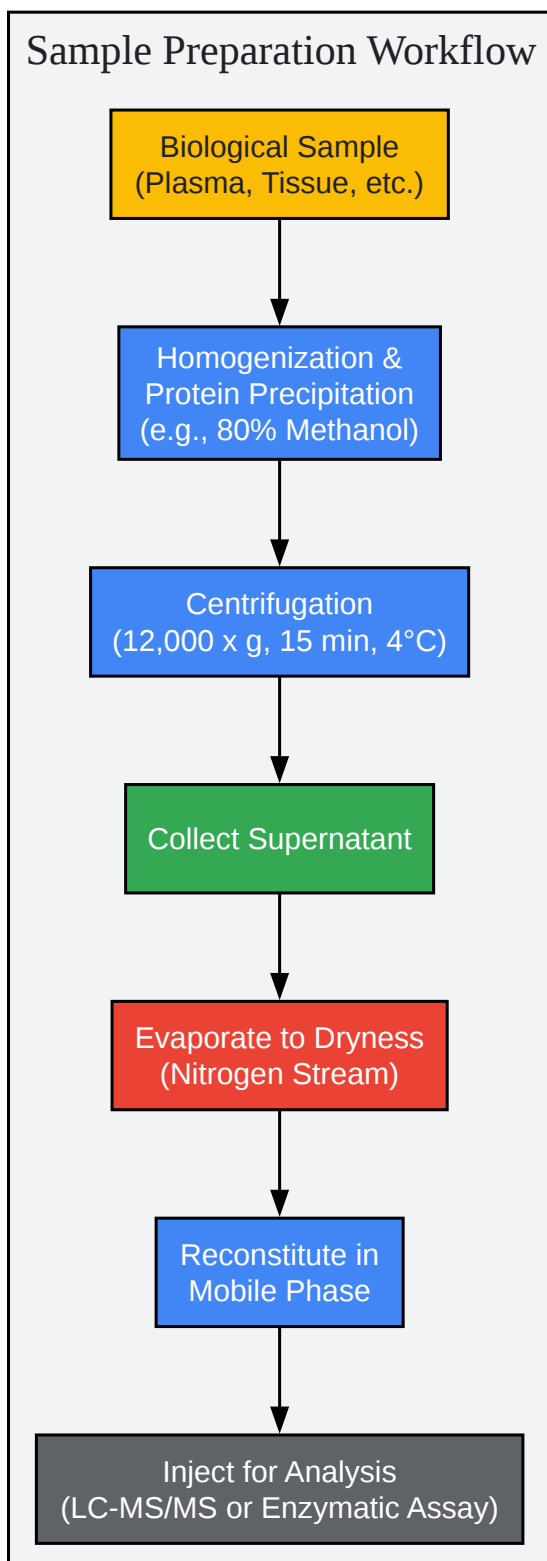 Sample Preparation Workflow
Biological Sample
(Plasma, Tissue, etc.)
Homogenization &
Protein Precipitation
(e.g., 80% Methanol)
Centrifugation
(12,000 x g, 15 min, 4°C)
Collect Supernatant
Evaporate to Dryness
(Nitrogen Stream)
Reconstitute in
Mobile Phase
Inject for Analysis
(LC-MS/MS or Enzymatic Assay)